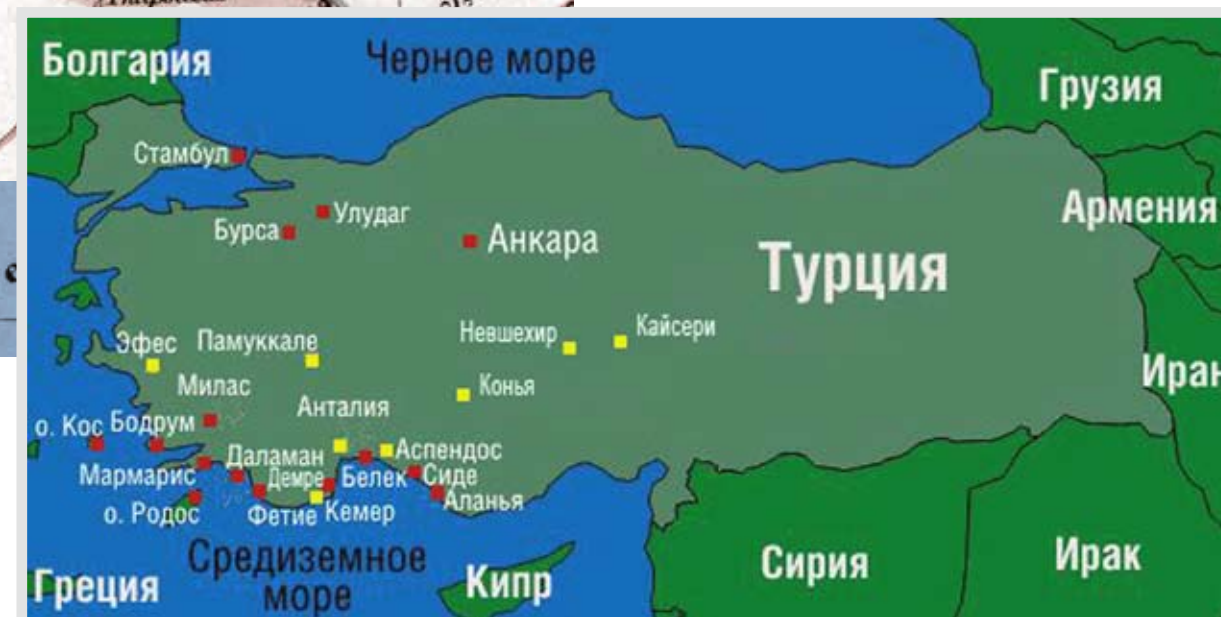 Болгария
Черное море
Грузия
Стамбул
Армения
Улудаг
Бурса
Анкара
Турция
Невшехир
Кайсери
Эфес
Памуккале
Милас
Конья
Иран
Анталия
о. Кос
Бодрум
Даламан
Аспендос
Мармарис
Демре
Белек
Сиде
о. Родос
Фетие
Кемер
Аланья
Средиземное
море
Сирия
Ирак
Греция
Кипр